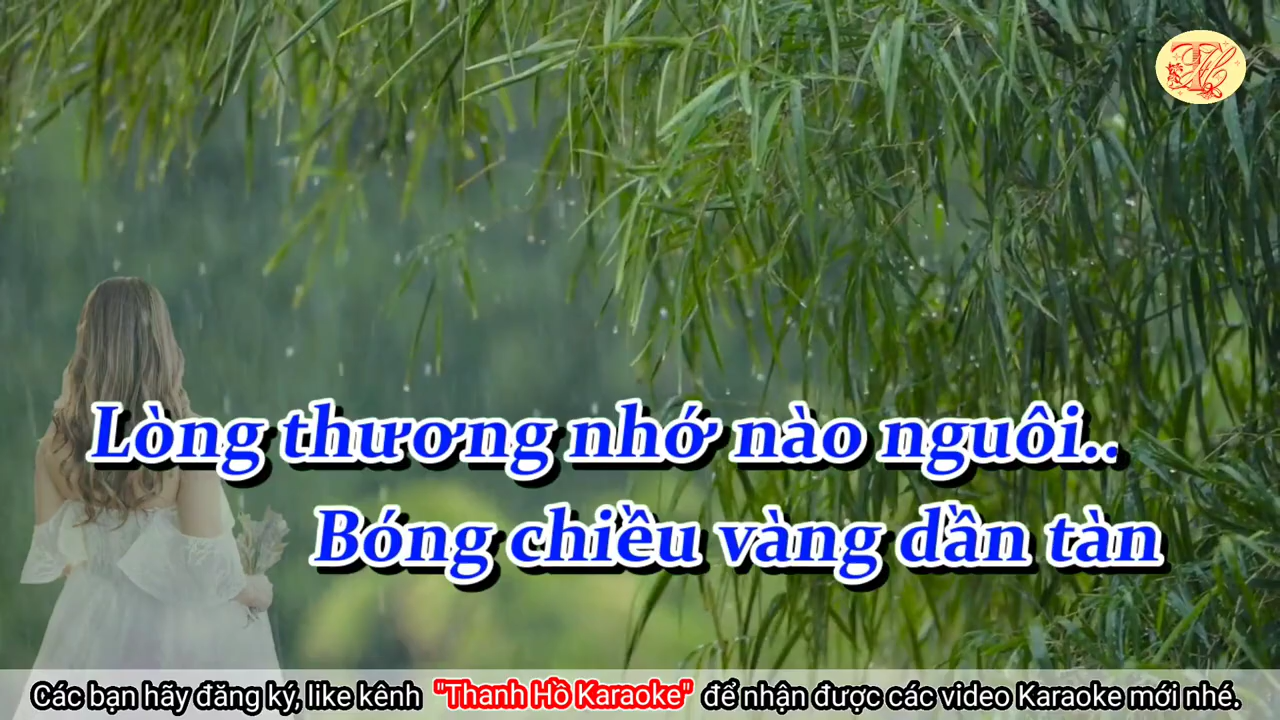 Lòng thương nhớ nào nguôi..
Bóng chiều vàng dần tàn
Các bạn hãy đăng ký, like kênh "Thanh Hồ Karaoke" để nhận được các video Karaoke mới nhé.